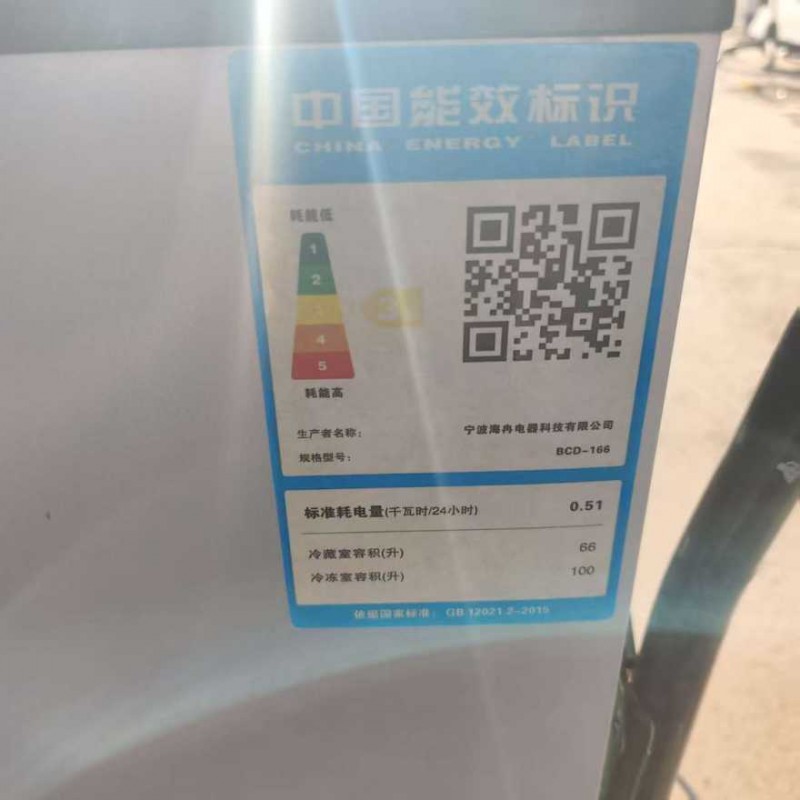 中国能效标识
CHINA ENERGY LABEL
耗能低
1
2
3
3
4
5
耗能高
生产者名称： 宁波海冉电器科技有限公司
规格型号： BCD-166
标准耗电量(千瓦时/24小时) 0.51
冷藏室容积(升) 66
冷冻室容积(升) 100
依据国家标准： GB 12021.2-2015